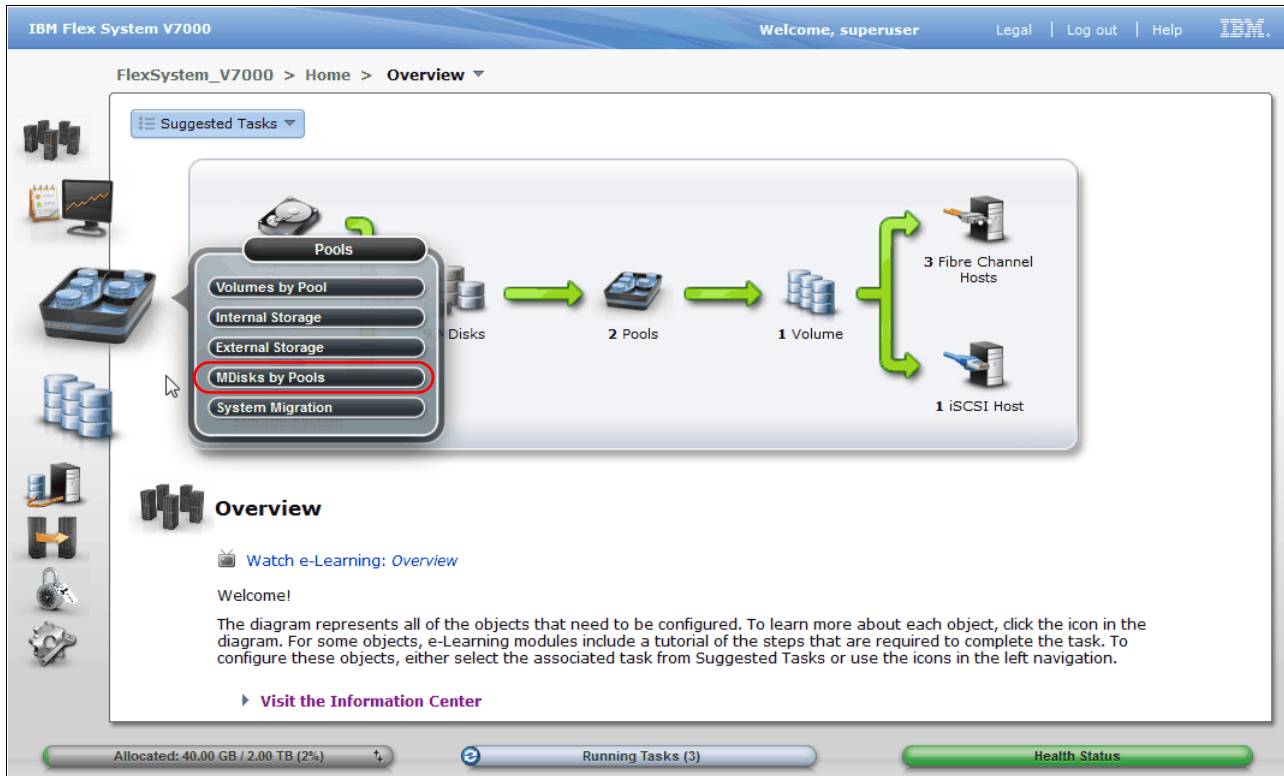 IBM Flex System V7000
Welcome, superuser
Legal | Log out | Help
IBM.
FlexSystem_V7000 > Home > Overview
Suggested Tasks
Pools
Volumes by Pool
Internal Storage
External Storage
MDisks by Pools
System Migration
Storage System
MDisks
2 Pools
1 Volume
3 Fibre Channel
Hosts
1 iSCSI Host
Overview
Watch e-Learning: Overview
Welcome!
The diagram represents all of the objects that need to be configured. To learn more about each object, click the icon in the
diagram. For some objects, e-Learning modules include a tutorial of the steps that are required to complete the task. To
configure these objects, either select the associated task from Suggested Tasks or use the icons in the left navigation.
Visit the Information Center
Allocated: 40.00 GB / 2.00 TB (2%)
Running Tasks (3)
Health Status